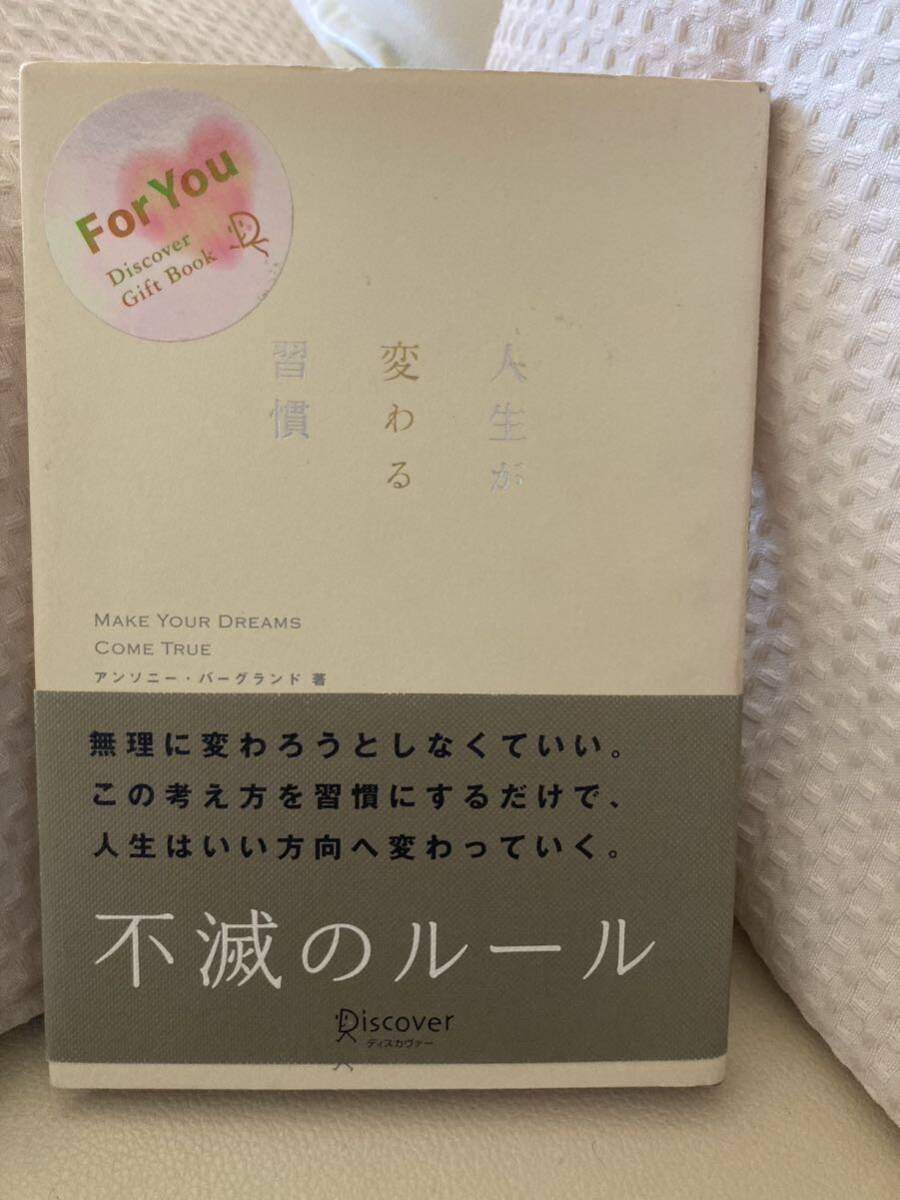 For You
Discover
Gift Book
人生が
変わる
習慣
MAKE YOUR DREAMS
COME TRUE
アンソニー・バーグランド 著
無理に変わろうとしなくていい。
この考え方を習慣にするだけで、
人生はいい方向へ変わっていく。
不滅のルール
Discover
ディスカヴァー